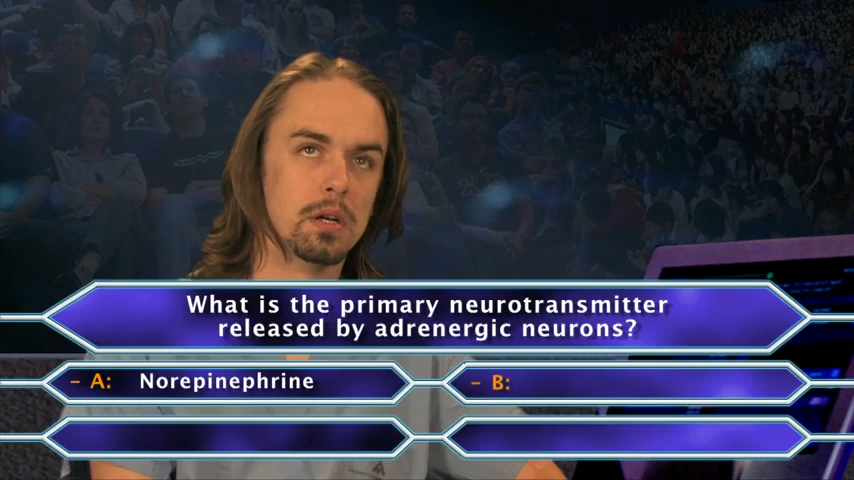 What is the primary neurotransmitter
released by adrenergic neurons?
– A: Norepinephrine
– B: